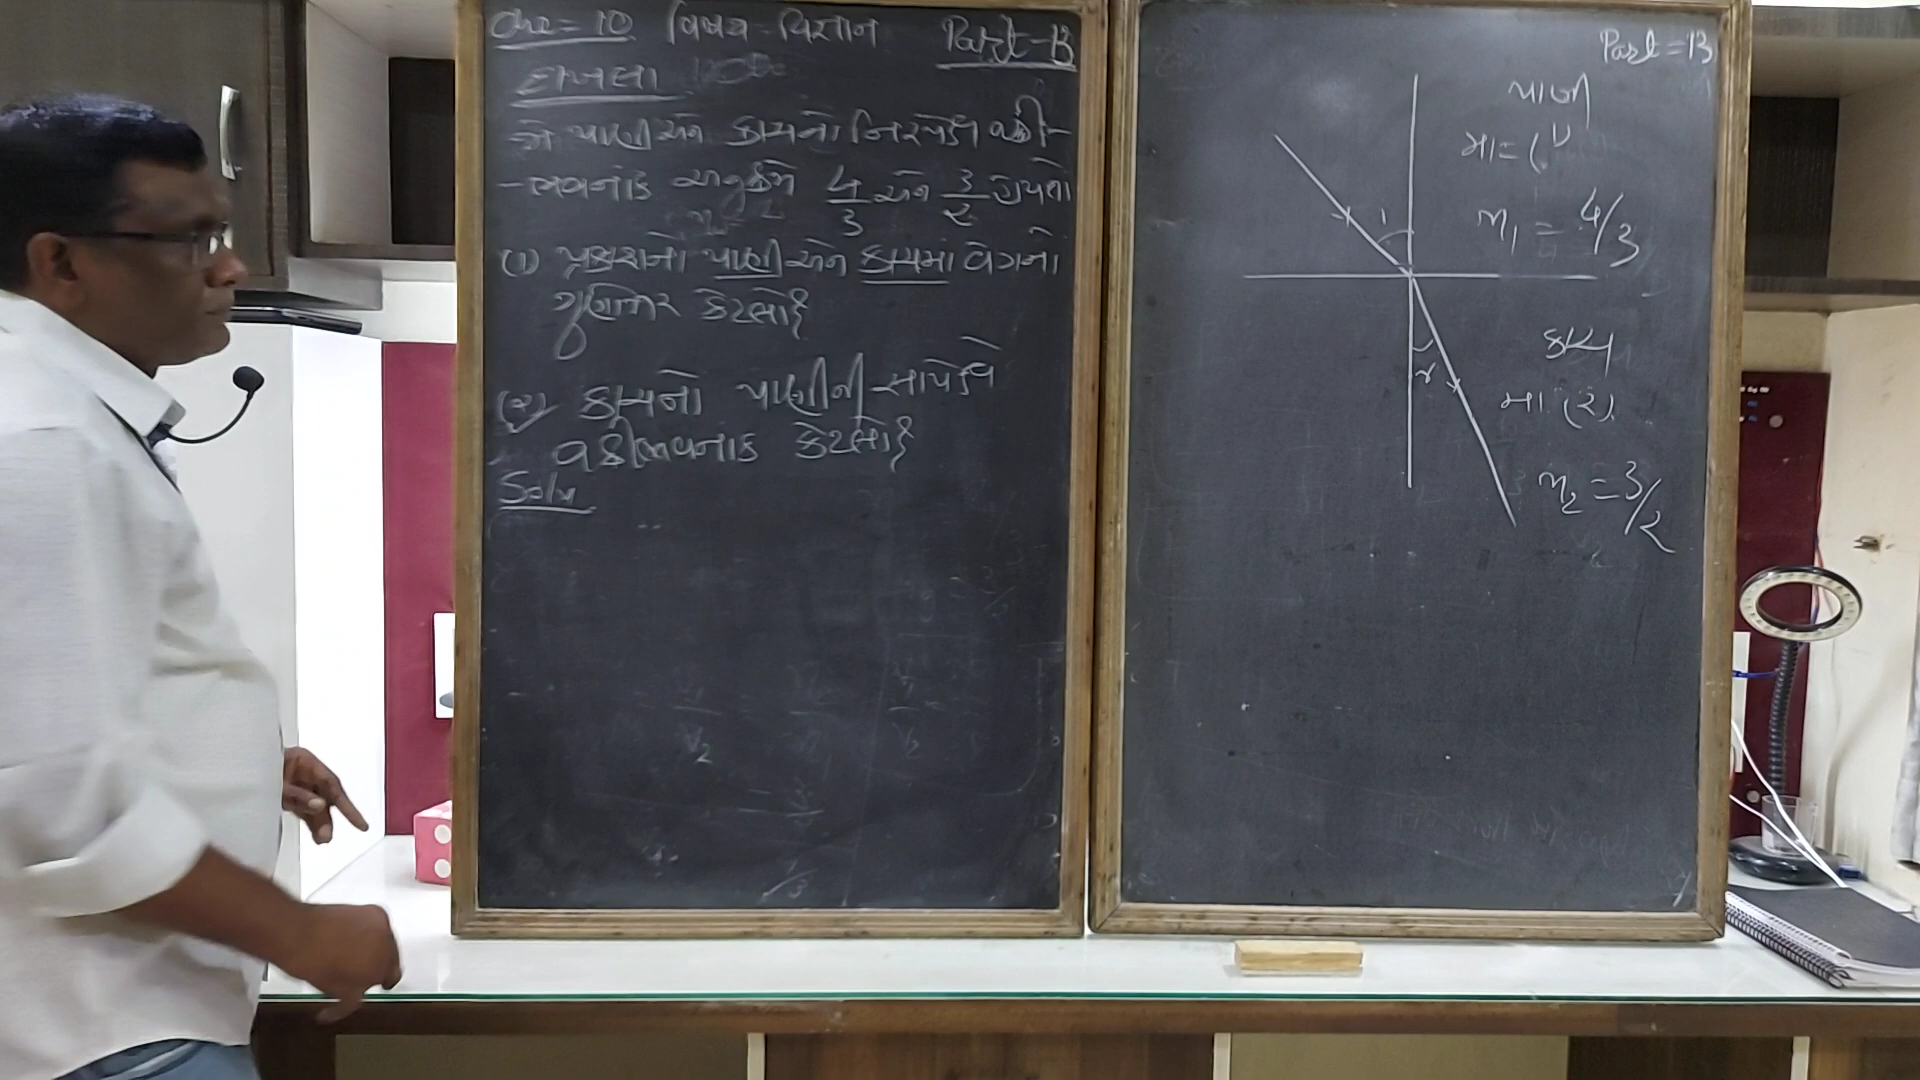 Ch = 10 વિષય - વિજ્ઞાન Part - 13
દાખલા
જો પાણી અને કાચનો નિરપેક્ષ વક્રી-
- ભવનાંક અનુક્રમે 4/3 અને 3/2 હોયતો
(1) પ્રકાશનો પાણી અને કાચમાં વેગનો
ગુણોત્તર કેટલો?
(2) કાચનો પાણીની સાપેક્ષે
વક્રીભવનાંક કેટલો?
Soln
Part = 13
પાણી
મા = (1)
i
n₁ = 4/3
કાચ
r
મા (2)
n₂ = 3/2